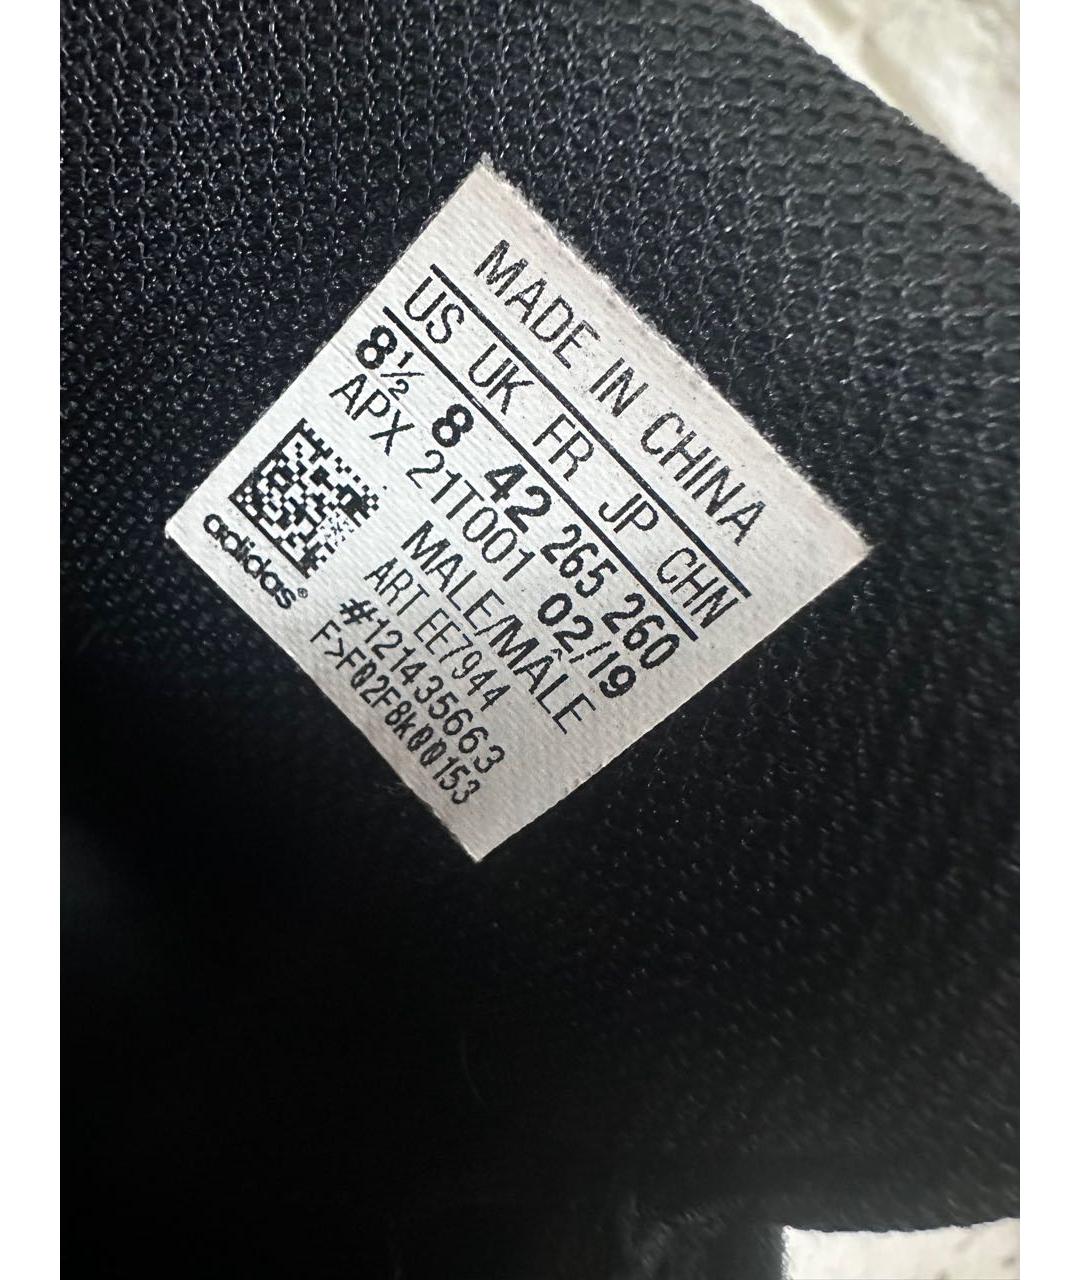 MADE IN CHINA
US UK FR JP CHN
8½ 8 42 265 260
APX 21T001 02/19
MALE/MÂLE
ART EE7944
#121435663
F>F02F8k00153
adidas®